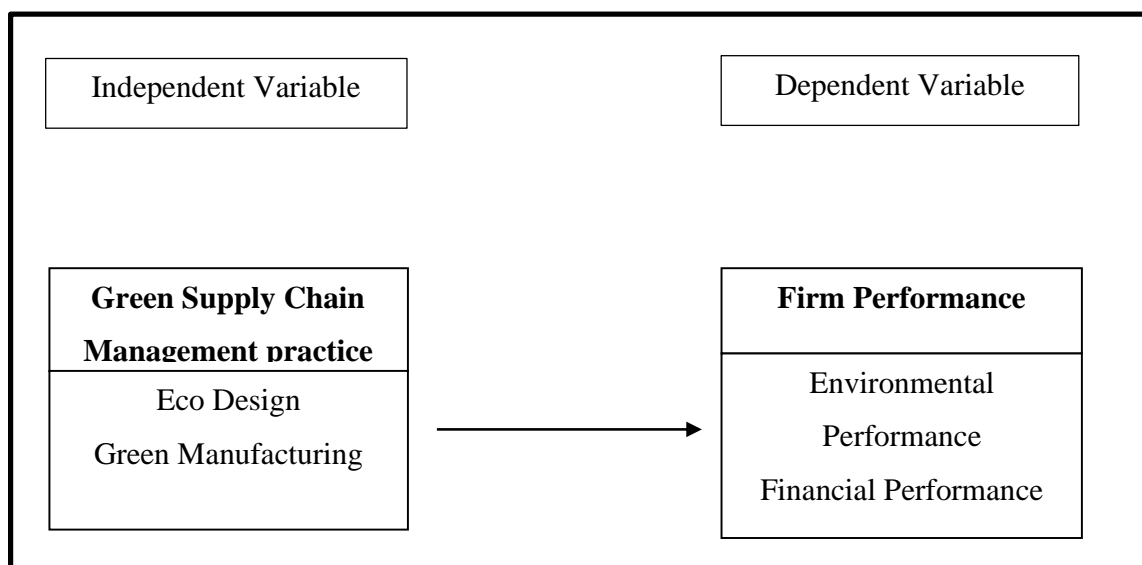 Independent Variable
Dependent Variable
Green Supply Chain
Management practice
Eco Design
Green Manufacturing
Firm Performance
Environmental
Performance
Financial Performance